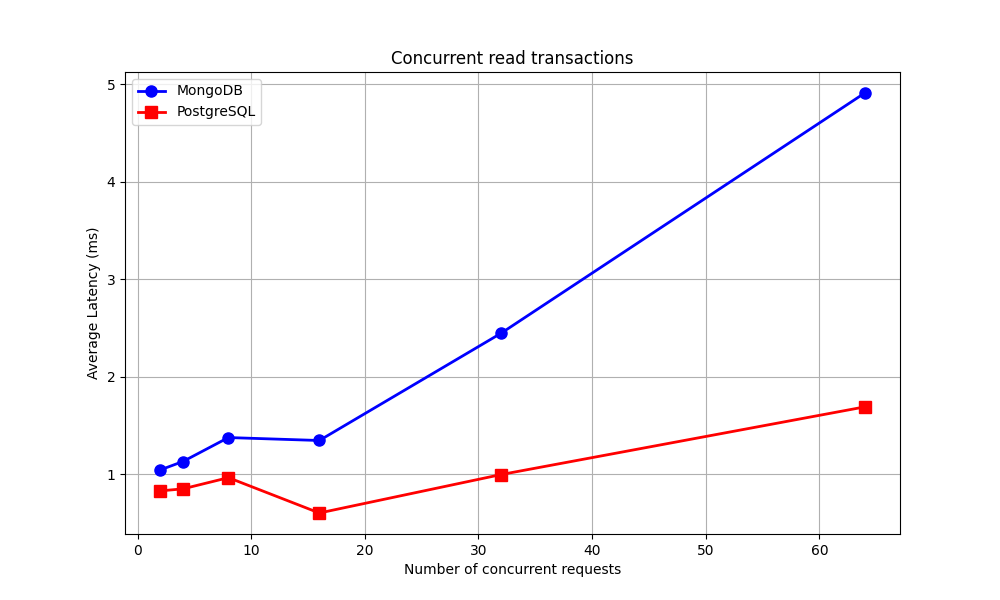 Concurrent read transactions
MongoDB
PostgreSQL
5
4
3
2
1
Average Latency (ms)
0 10 20 30 40 50 60
Number of concurrent requests